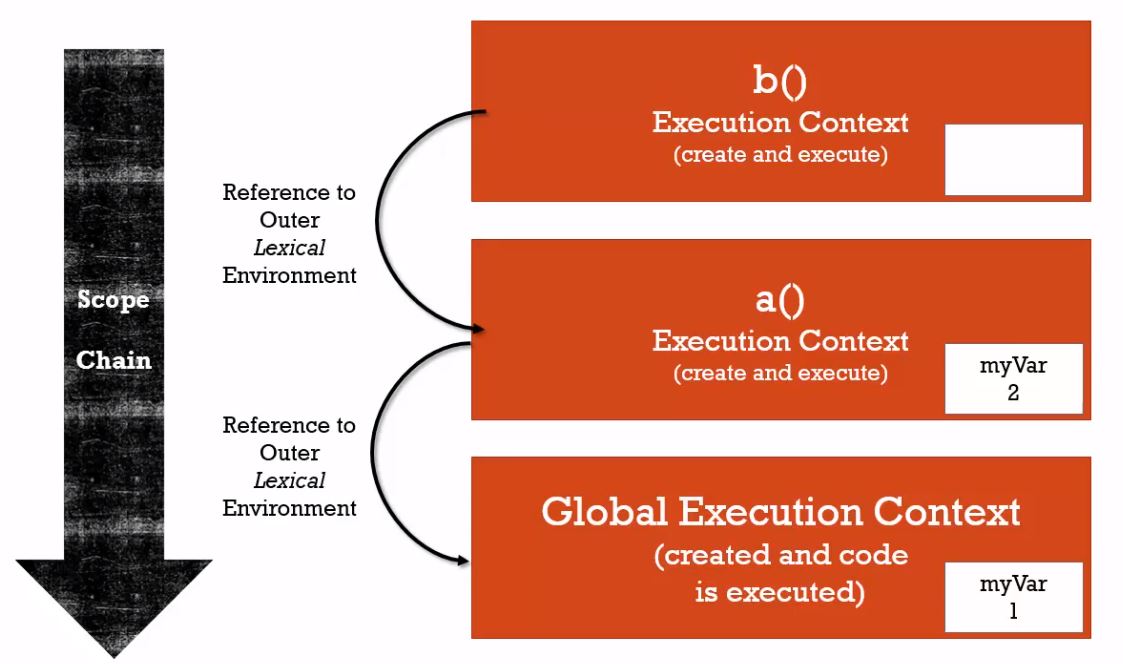 b()
Execution Context
(create and execute)
Reference to
Outer
Lexical
Environment
Scope
Chain
a()
Execution Context
(create and execute)
myVar
2
Reference to
Outer
Lexical
Environment
Global Execution Context
(created and code
is executed)
myVar
1